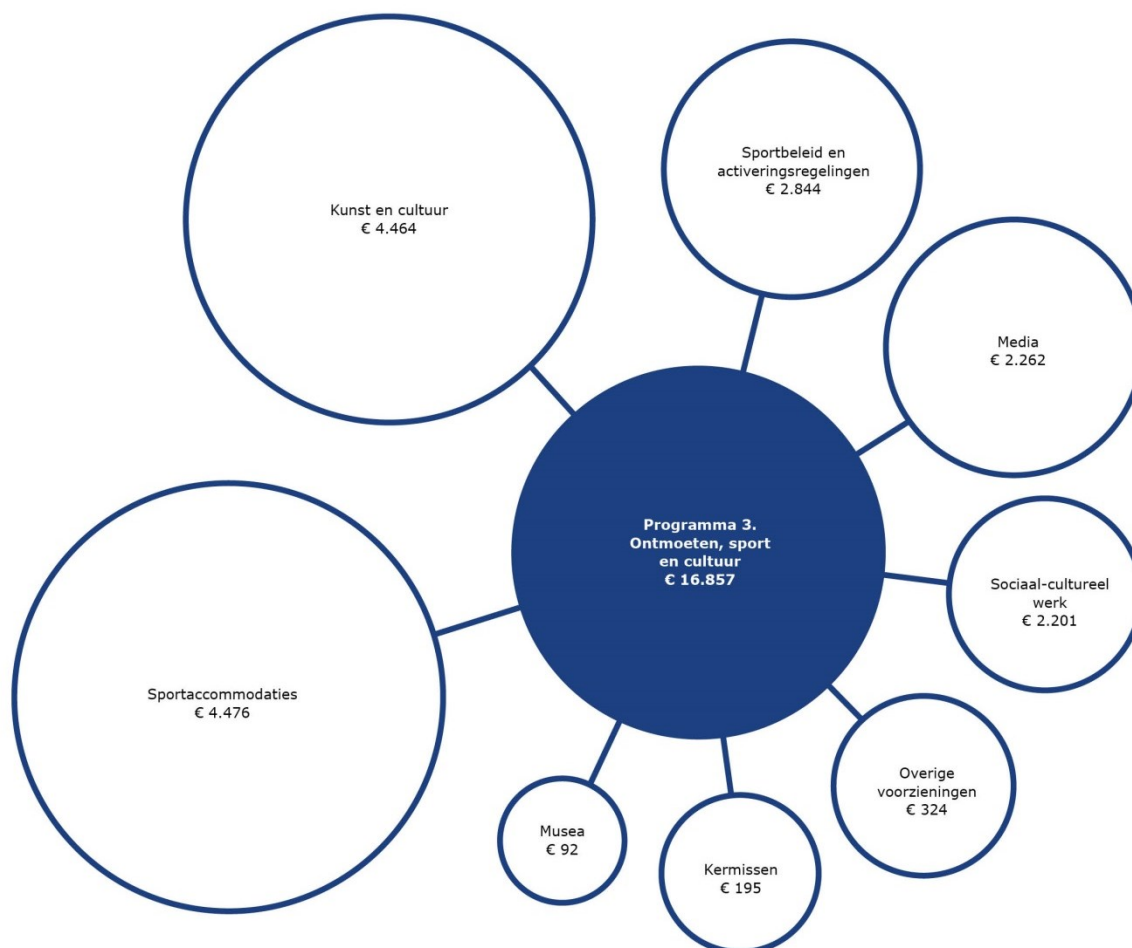 Kunst en cultuur
€ 4.464
Sportbeleid en
activeringsregelingen
€ 2.844
Media
€ 2.262
Programma 3.
Ontmoeten, sport
en cultuur
€ 16.857
Sociaal-cultureel
werk
€ 2.201
Sportaccommodaties
€ 4.476
Overige
voorzieningen
€ 324
Musea
€ 92
Kermissen
€ 195